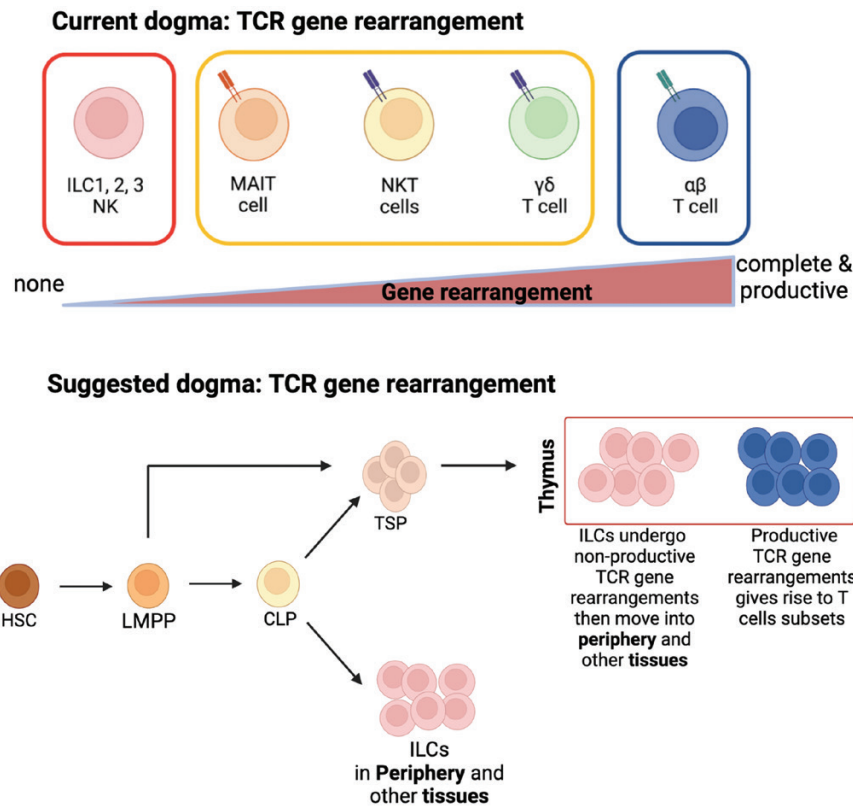 Current dogma: TCR gene rearrangement
ILC1, 2, 3
NK
MAIT
cell
NKT
cells
γδ
T cell
αβ
T cell
none
Gene rearrangement
complete &
productive
Suggested dogma: TCR gene rearrangement
HSC
LMPP
CLP
TSP
Thymus
ILCs undergo
non-productive
TCR gene
rearrangements
then move into
periphery and
other tissues
Productive
TCR gene
rearrangements
gives rise to T
cells subsets
ILCs
in Periphery and
other tissues